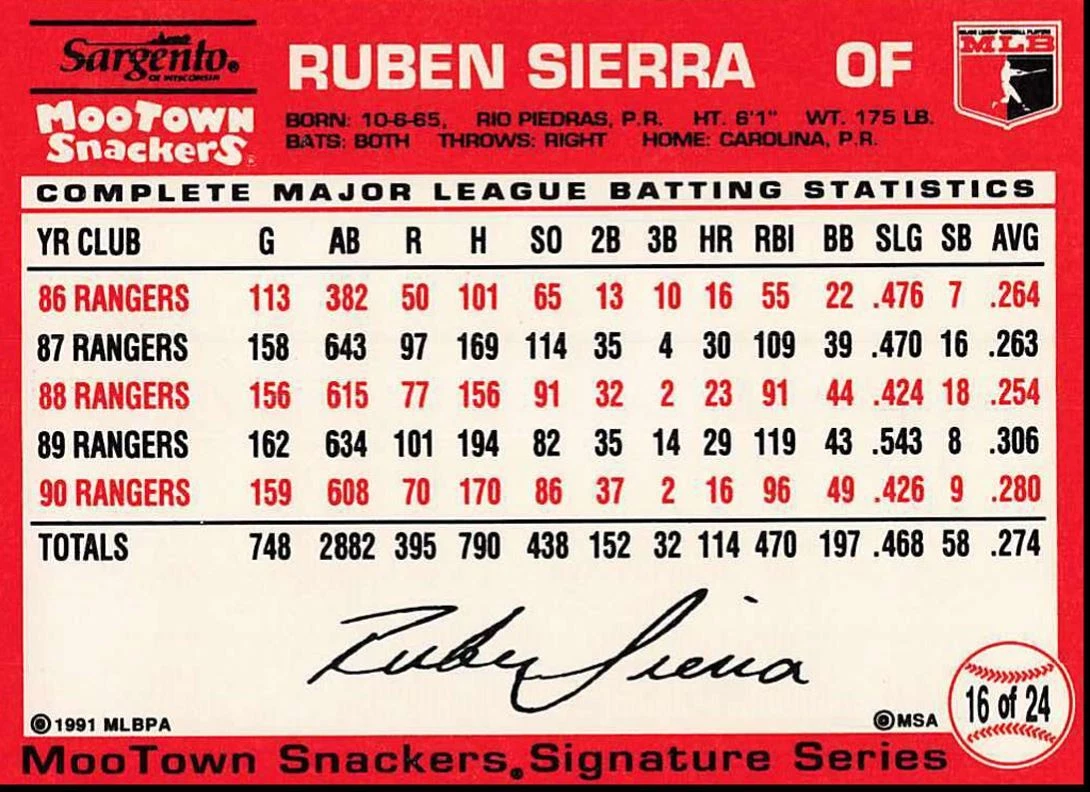 Sargento®
OF WISCONSIN
MooTown
Snackers®
RUBEN SIERRA OF
MAJOR LEAGUE BASEBALL PLAYERS
MLB
BORN: 10-6-65, RIO PIEDRAS, P.R. HT. 6'1" WT. 175 LB.
BATS: BOTH THROWS: RIGHT HOME: CAROLINA, P.R.
COMPLETE MAJOR LEAGUE BATTING STATISTICS
YR CLUB G AB R H SO 2B 3B HR RBI BB SLG SB AVG
86 RANGERS 113 382 50 101 65 13 10 16 55 22 .476 7 .264
87 RANGERS 158 643 97 169 114 35 4 30 109 39 .470 16 .263
88 RANGERS 156 615 77 156 91 32 2 23 91 44 .424 18 .254
89 RANGERS 162 634 101 194 82 35 14 29 119 43 .543 8 .306
90 RANGERS 159 608 70 170 86 37 2 16 96 49 .426 9 .280
TOTALS 748 2882 395 790 438 152 32 114 470 197 .468 58 .274
Ruben Sierra
©1991 MLBPA
©MSA
16 of 24
MooTown Snackers® Signature Series